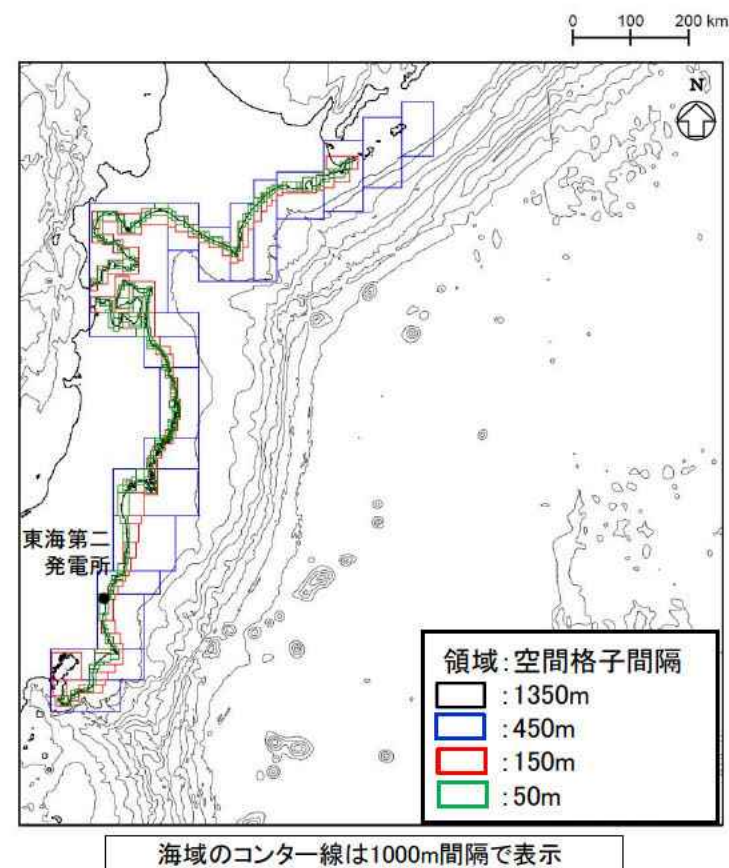 0 100 200 km
N
東海第二
発電所
領域:空間格子間隔
:1350m
:450m
:150m
:50m
海域のコンター線は1000m間隔で表示